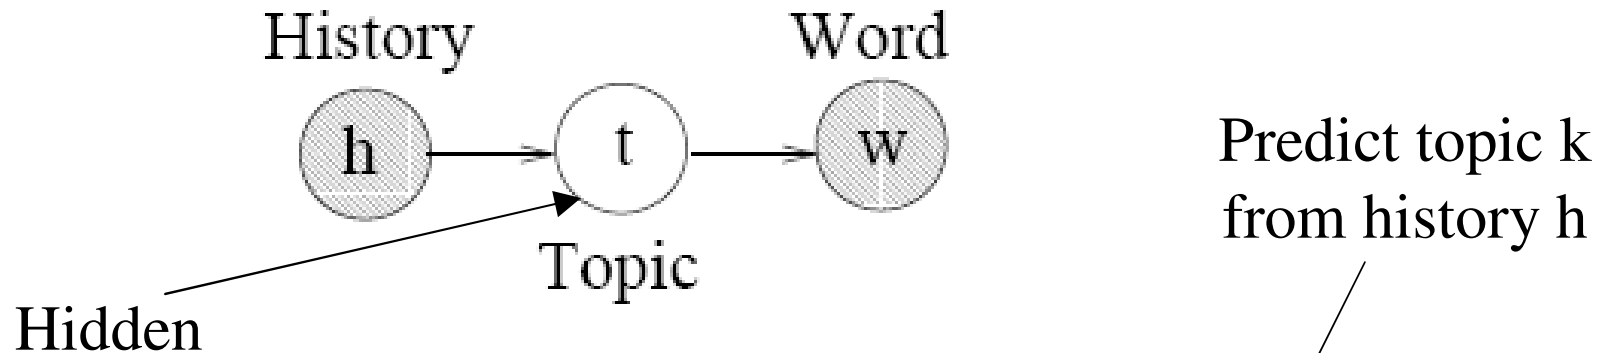 History
Word
h
t
w
Topic
Hidden
Predict topic k
from history h